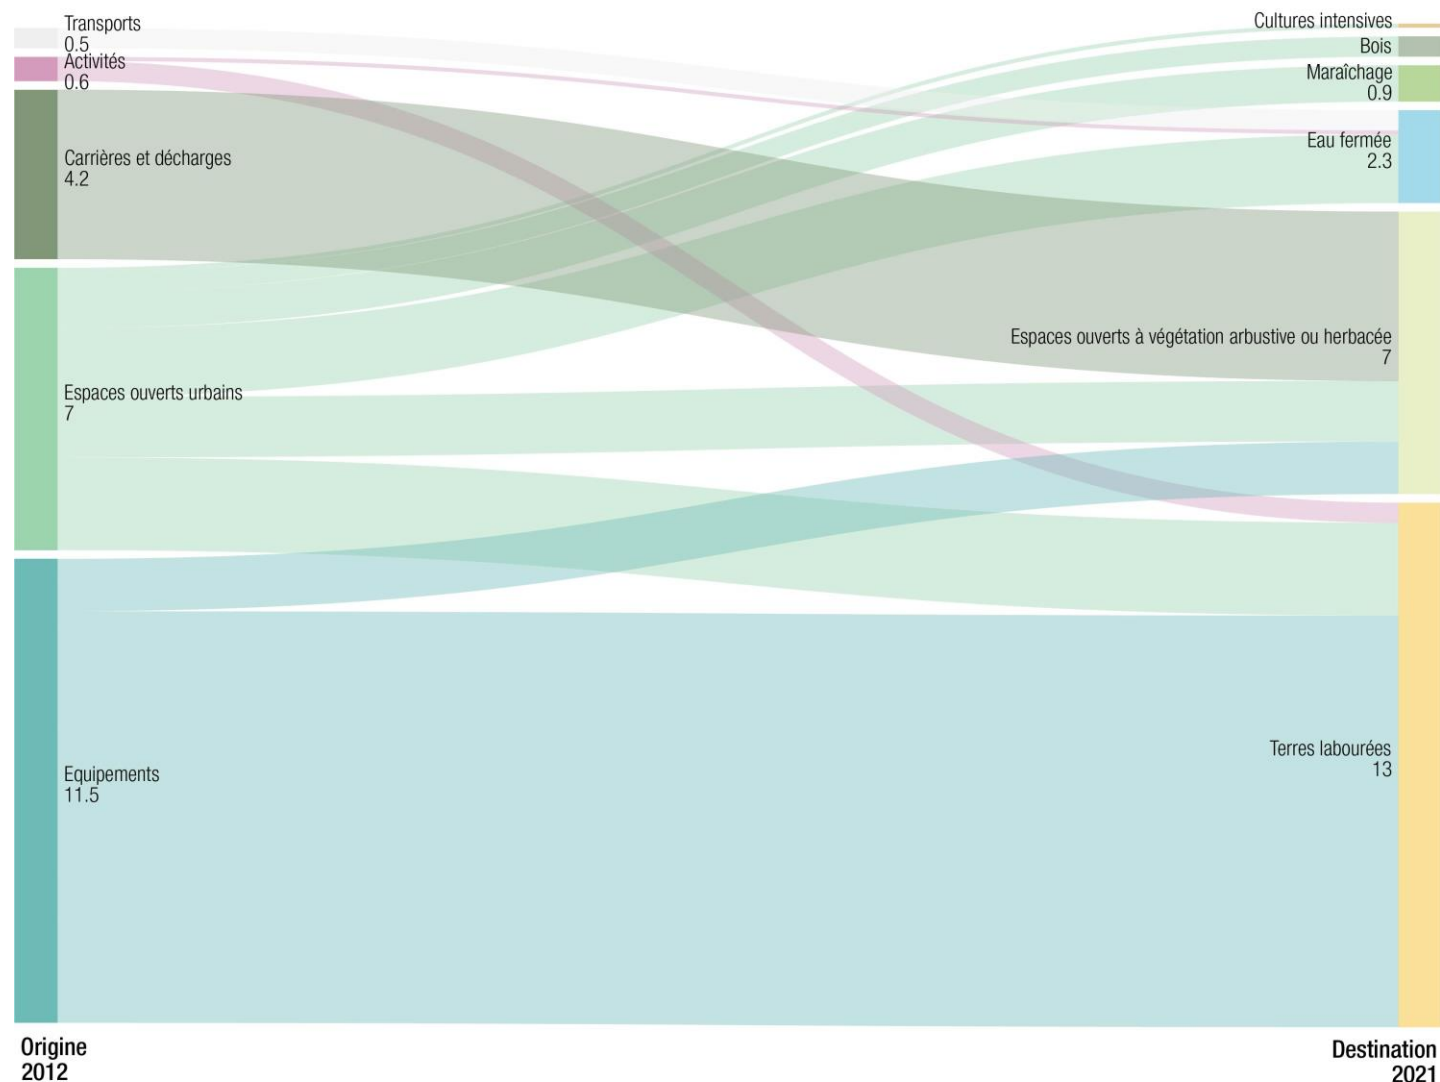 Transports
0.5
Activités
0.6
Carrières et décharges
4.2
Espaces ouverts urbains
7
Equipements
11.5
Origine
2012
Cultures intensives
Bois
Maraîchage
0.9
Eau fermée
2.3
Espaces ouverts à végétation arbustive ou herbacée
7
Terres labourées
13
Destination
2021